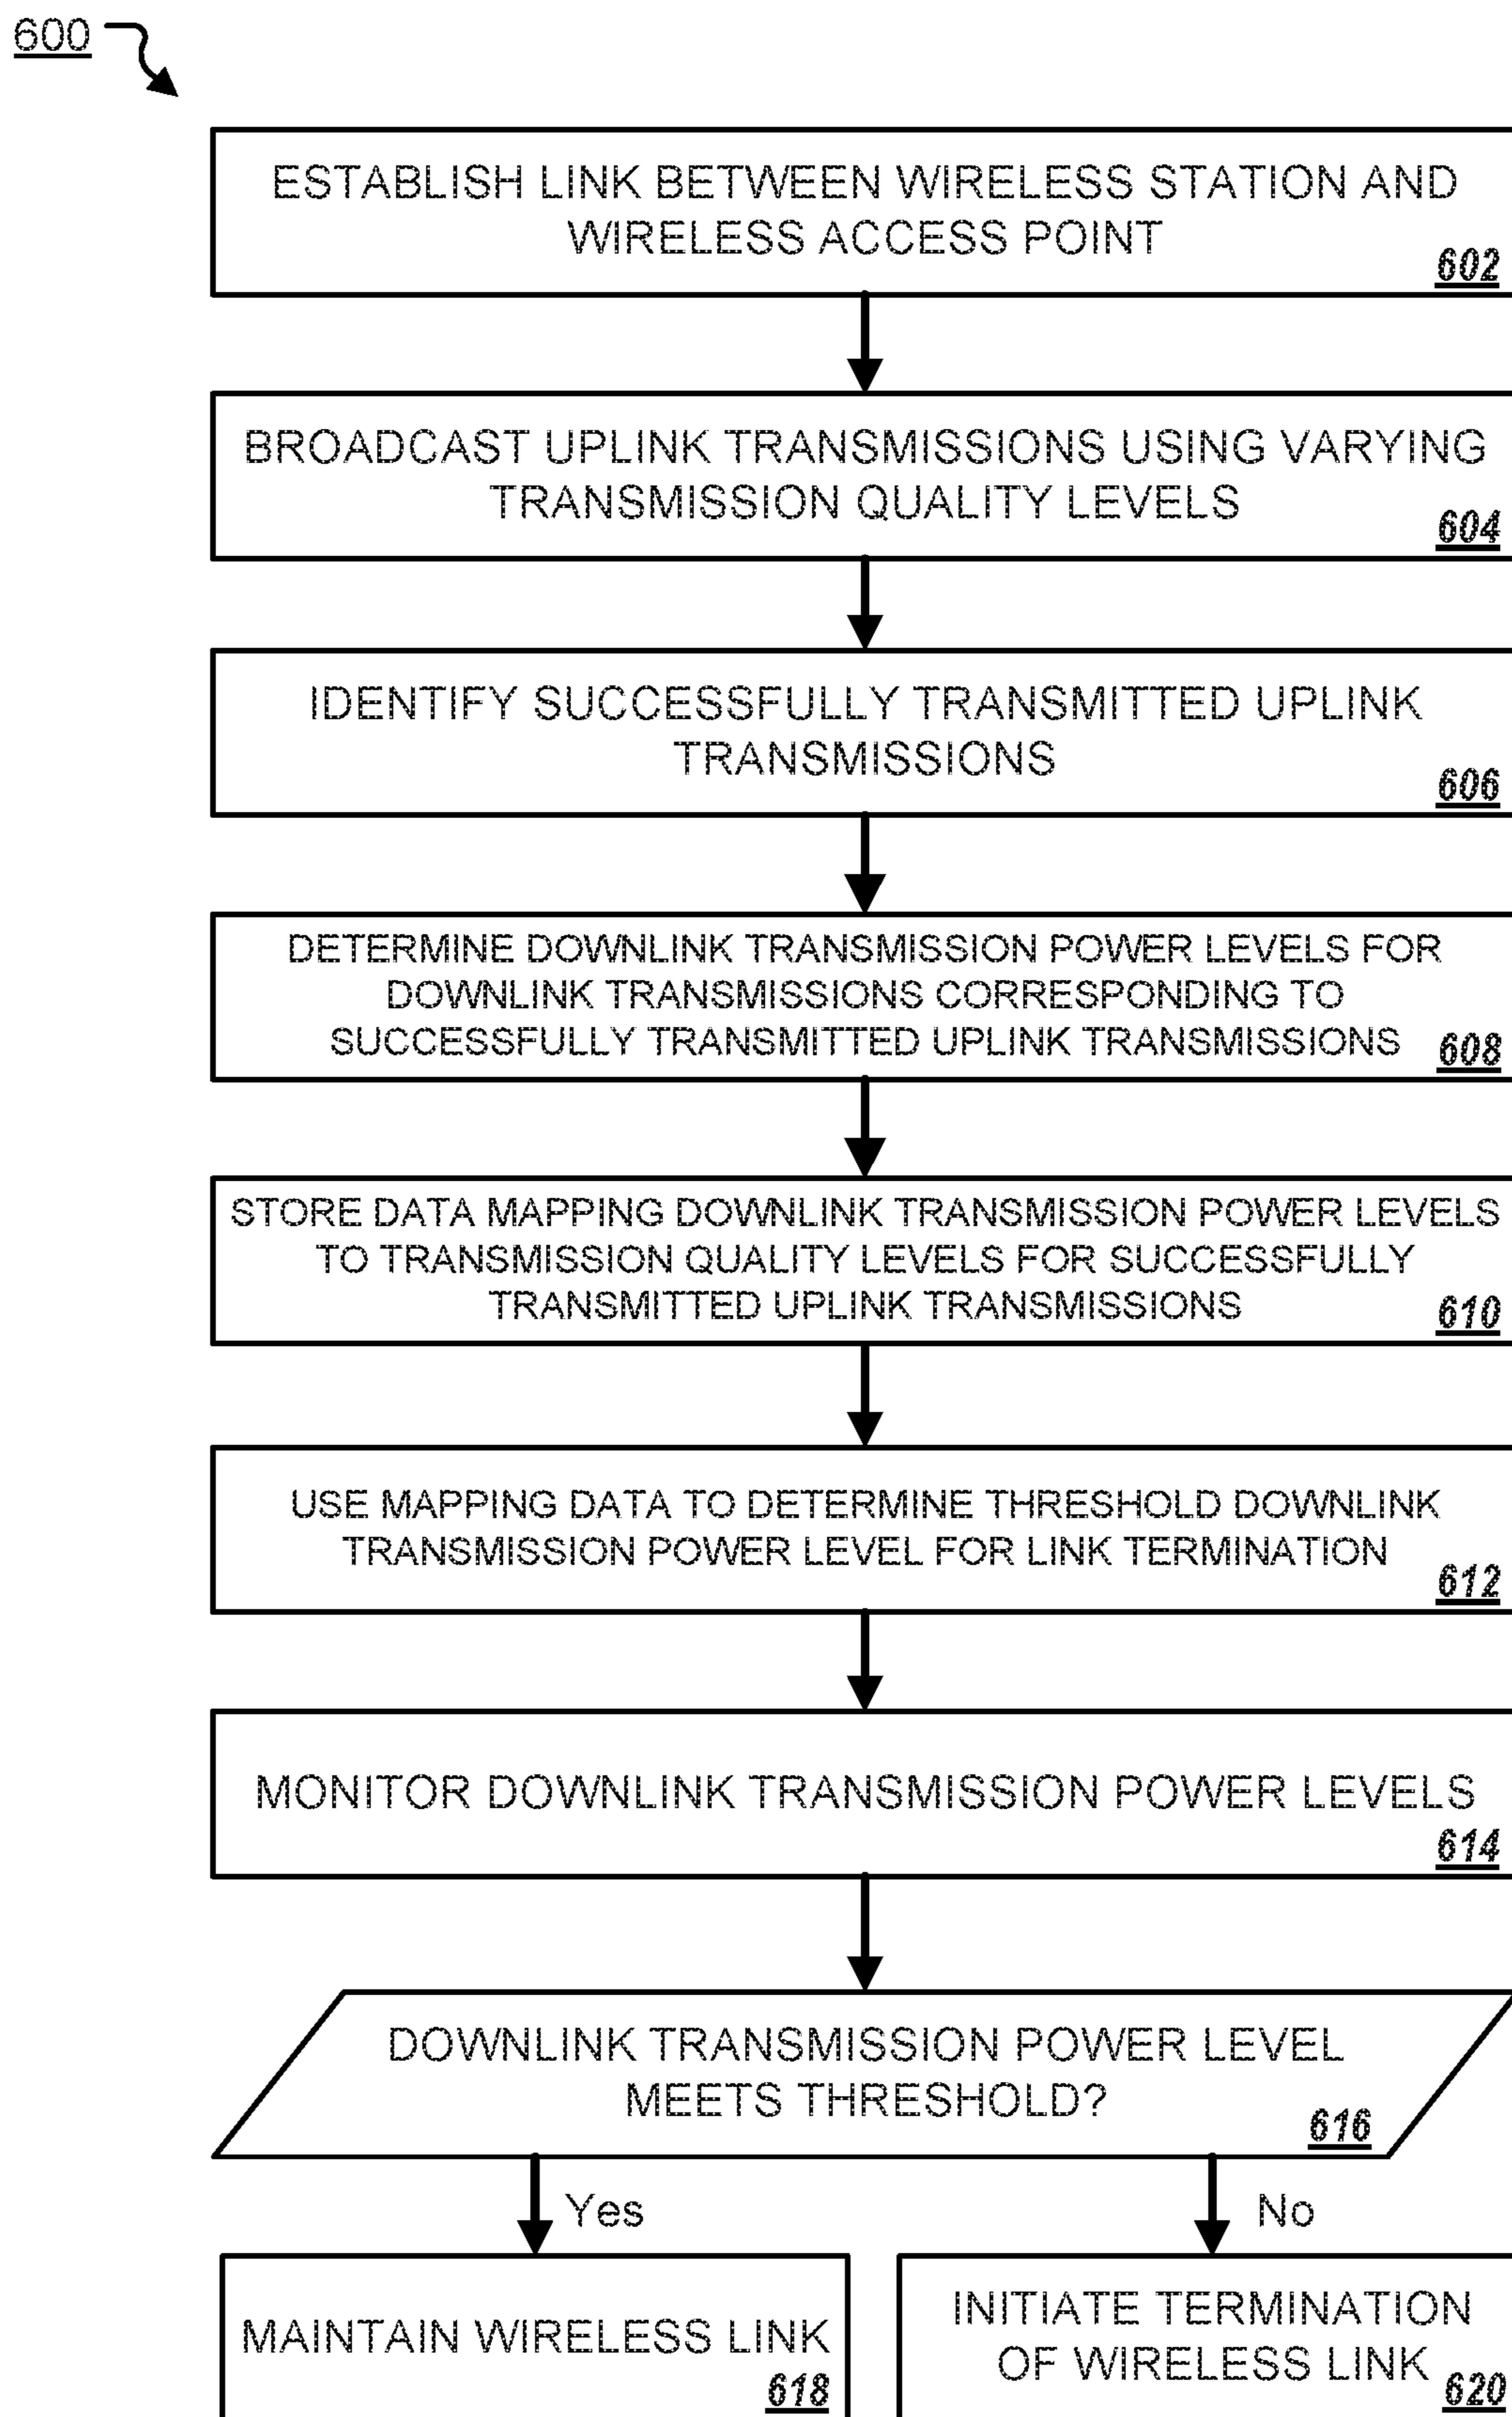 600
ESTABLISH LINK BETWEEN WIRELESS STATION AND
WIRELESS ACCESS POINT
602
BROADCAST UPLINK TRANSMISSIONS USING VARYING
TRANSMISSION QUALITY LEVELS
604
IDENTIFY SUCCESSFULLY TRANSMITTED UPLINK
TRANSMISSIONS
606
DETERMINE DOWNLINK TRANSMISSION POWER LEVELS FOR
DOWNLINK TRANSMISSIONS CORRESPONDING TO
SUCCESSFULLY TRANSMITTED UPLINK TRANSMISSIONS
608
STORE DATA MAPPING DOWNLINK TRANSMISSION POWER LEVELS
TO TRANSMISSION QUALITY LEVELS FOR SUCCESSFULLY
TRANSMITTED UPLINK TRANSMISSIONS
610
USE MAPPING DATA TO DETERMINE THRESHOLD DOWNLINK
TRANSMISSION POWER LEVEL FOR LINK TERMINATION
612
MONITOR DOWNLINK TRANSMISSION POWER LEVELS
614
DOWNLINK TRANSMISSION POWER LEVEL
MEETS THRESHOLD?
616
Yes
No
MAINTAIN WIRELESS LINK
618
INITIATE TERMINATION
OF WIRELESS LINK
620